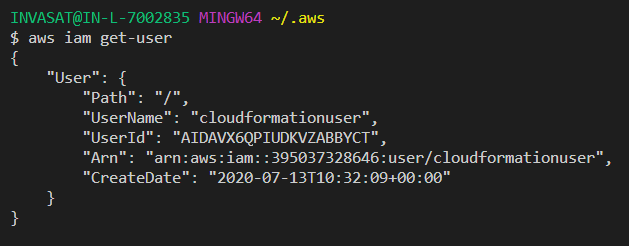 INVASAT@IN-L-7002835 MINGW64 ~/.aws
$ aws iam get-user
{
    "User": {
        "Path": "/",
        "UserName": "cloudformationuser",
        "UserId": "AIDAVX6QPIUDKVZABBYCT",
        "Arn": "arn:aws:iam::395037328646:user/cloudformationuser",
        "CreateDate": "2020-07-13T10:32:09+00:00"
    }
}